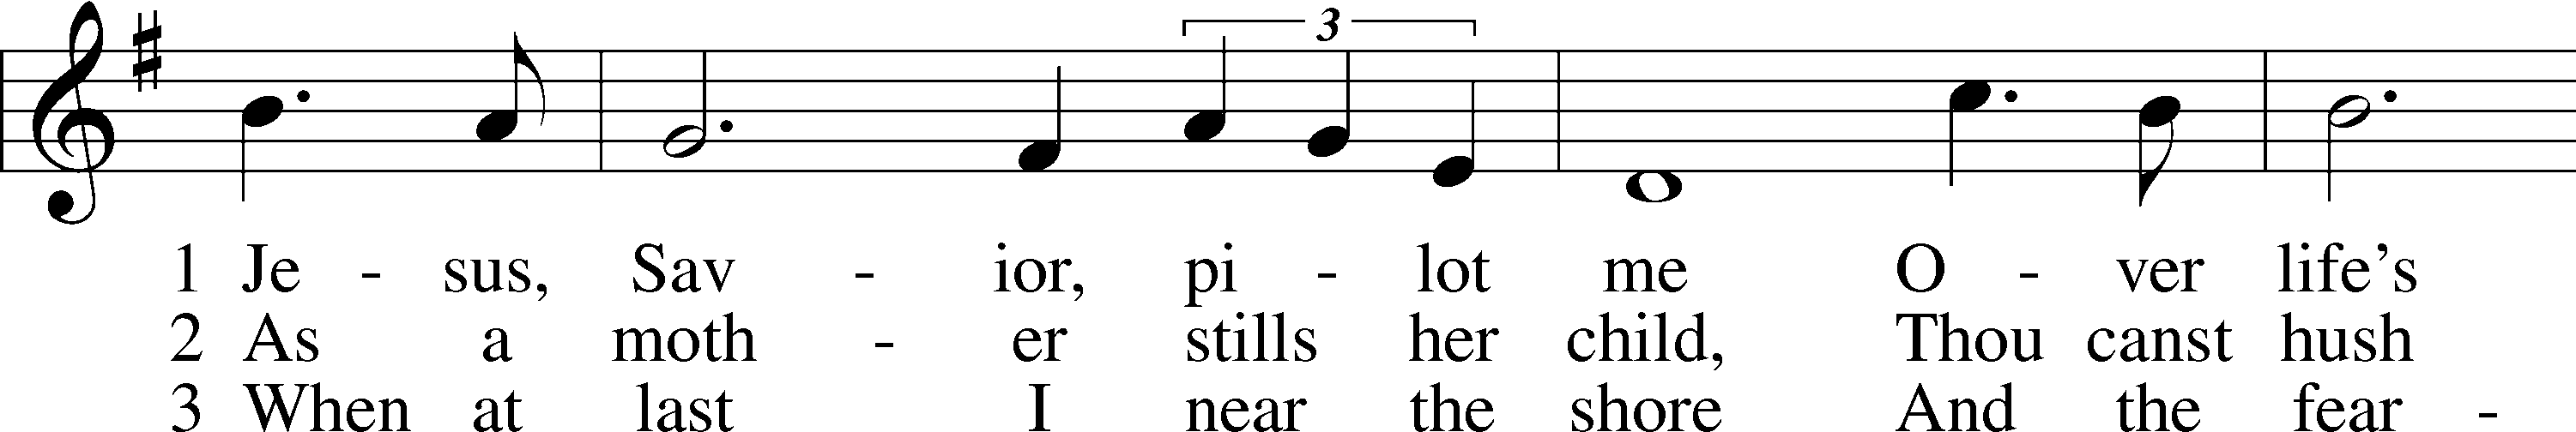 3
1 Je - sus, Sav - ior, pi - lot me O - ver life's
2 As a moth - er stills her child, Thou canst hush
3 When at last I near the shore And the fear -